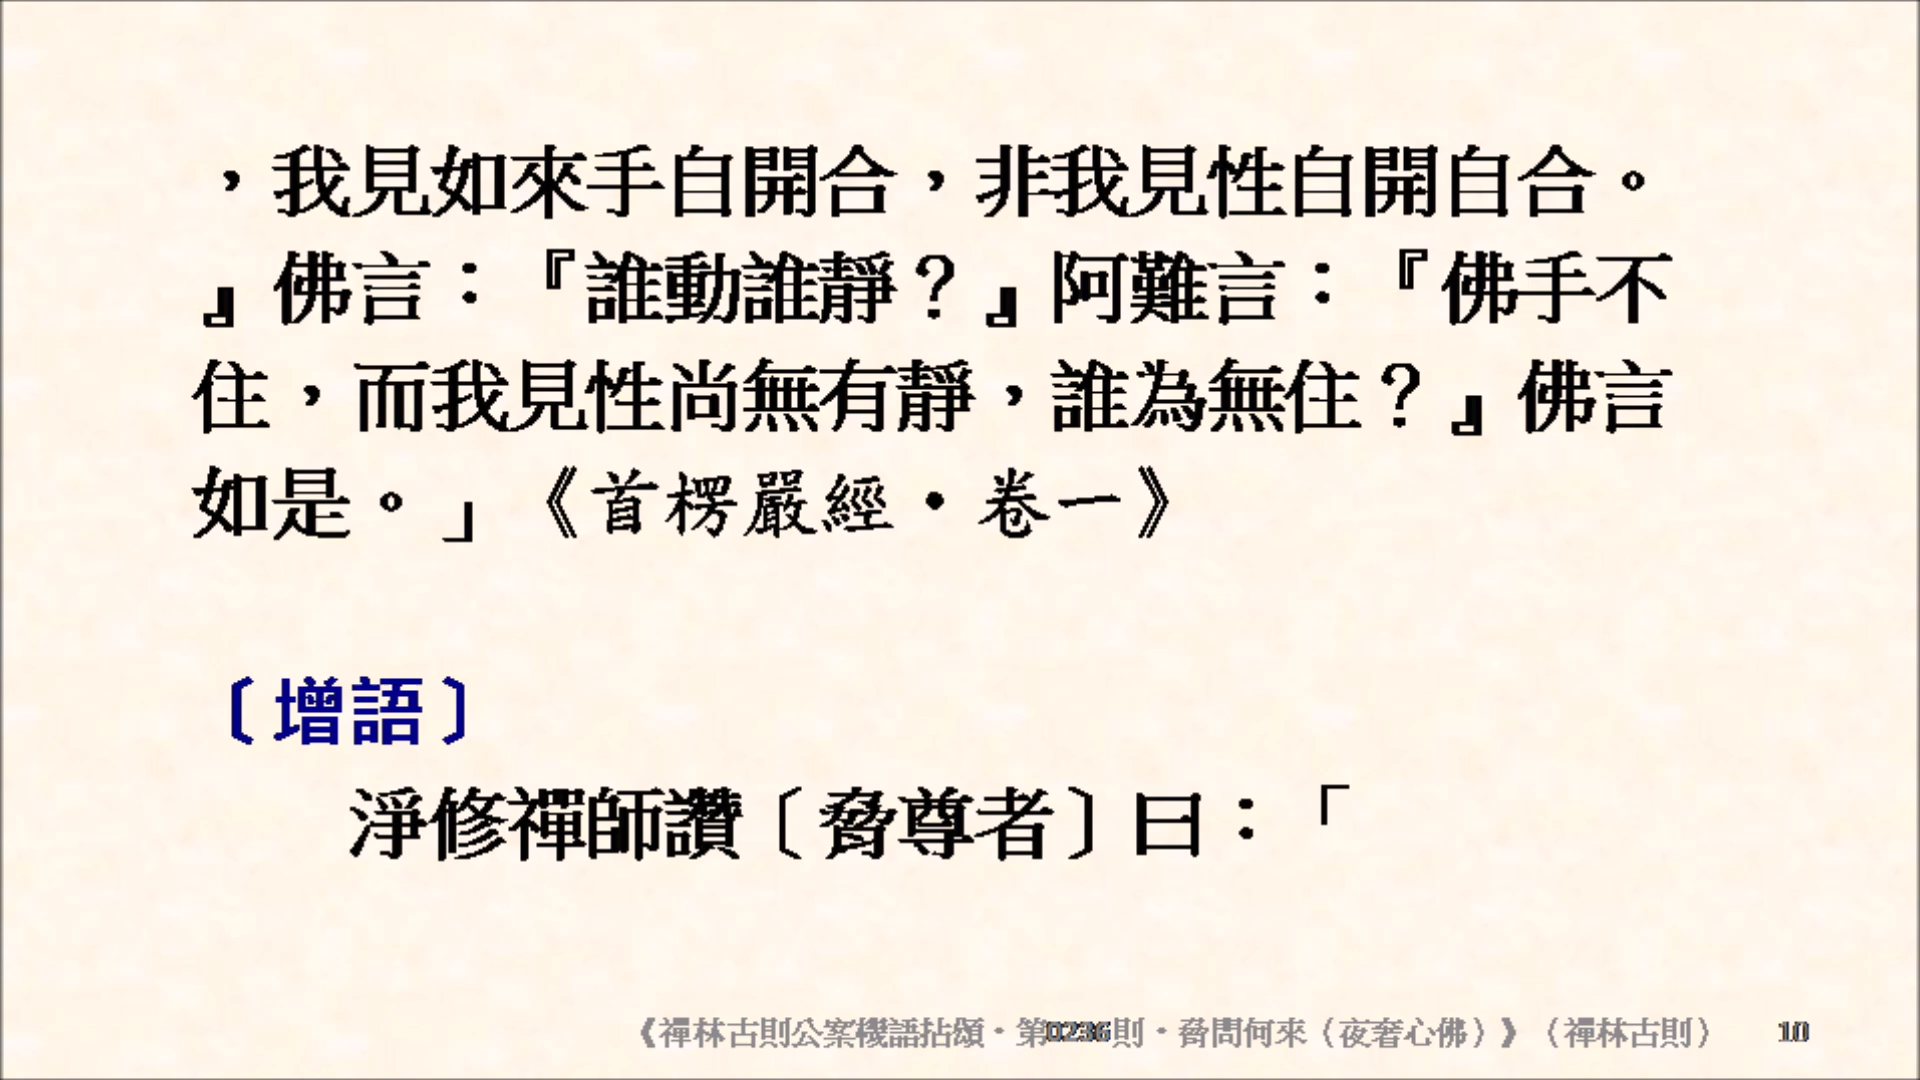 ，我見如來手自開合，非我見性自開自合。
』佛言：『誰動誰靜？』阿難言：『佛手不
住，而我見性尚無有靜，誰為無住？』佛言
如是。」《首楞嚴經‧卷一》
〔增語〕
淨修禪師讚〔脅尊者〕曰：「
《禪林古則公案機語拈頌‧第0236則‧脅問何來（夜奢心佛）》（禪林古則） 10